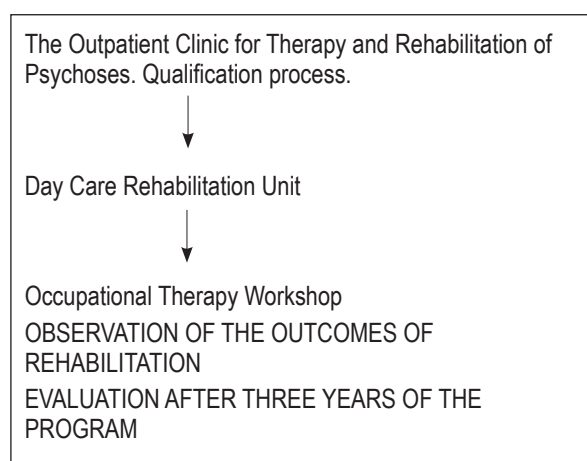 The Outpatient Clinic for Therapy and Rehabilitation of
Psychoses. Qualification process.
Day Care Rehabilitation Unit
Occupational Therapy Workshop
OBSERVATION OF THE OUTCOMES OF
REHABILITATION
EVALUATION AFTER THREE YEARS OF THE
PROGRAM